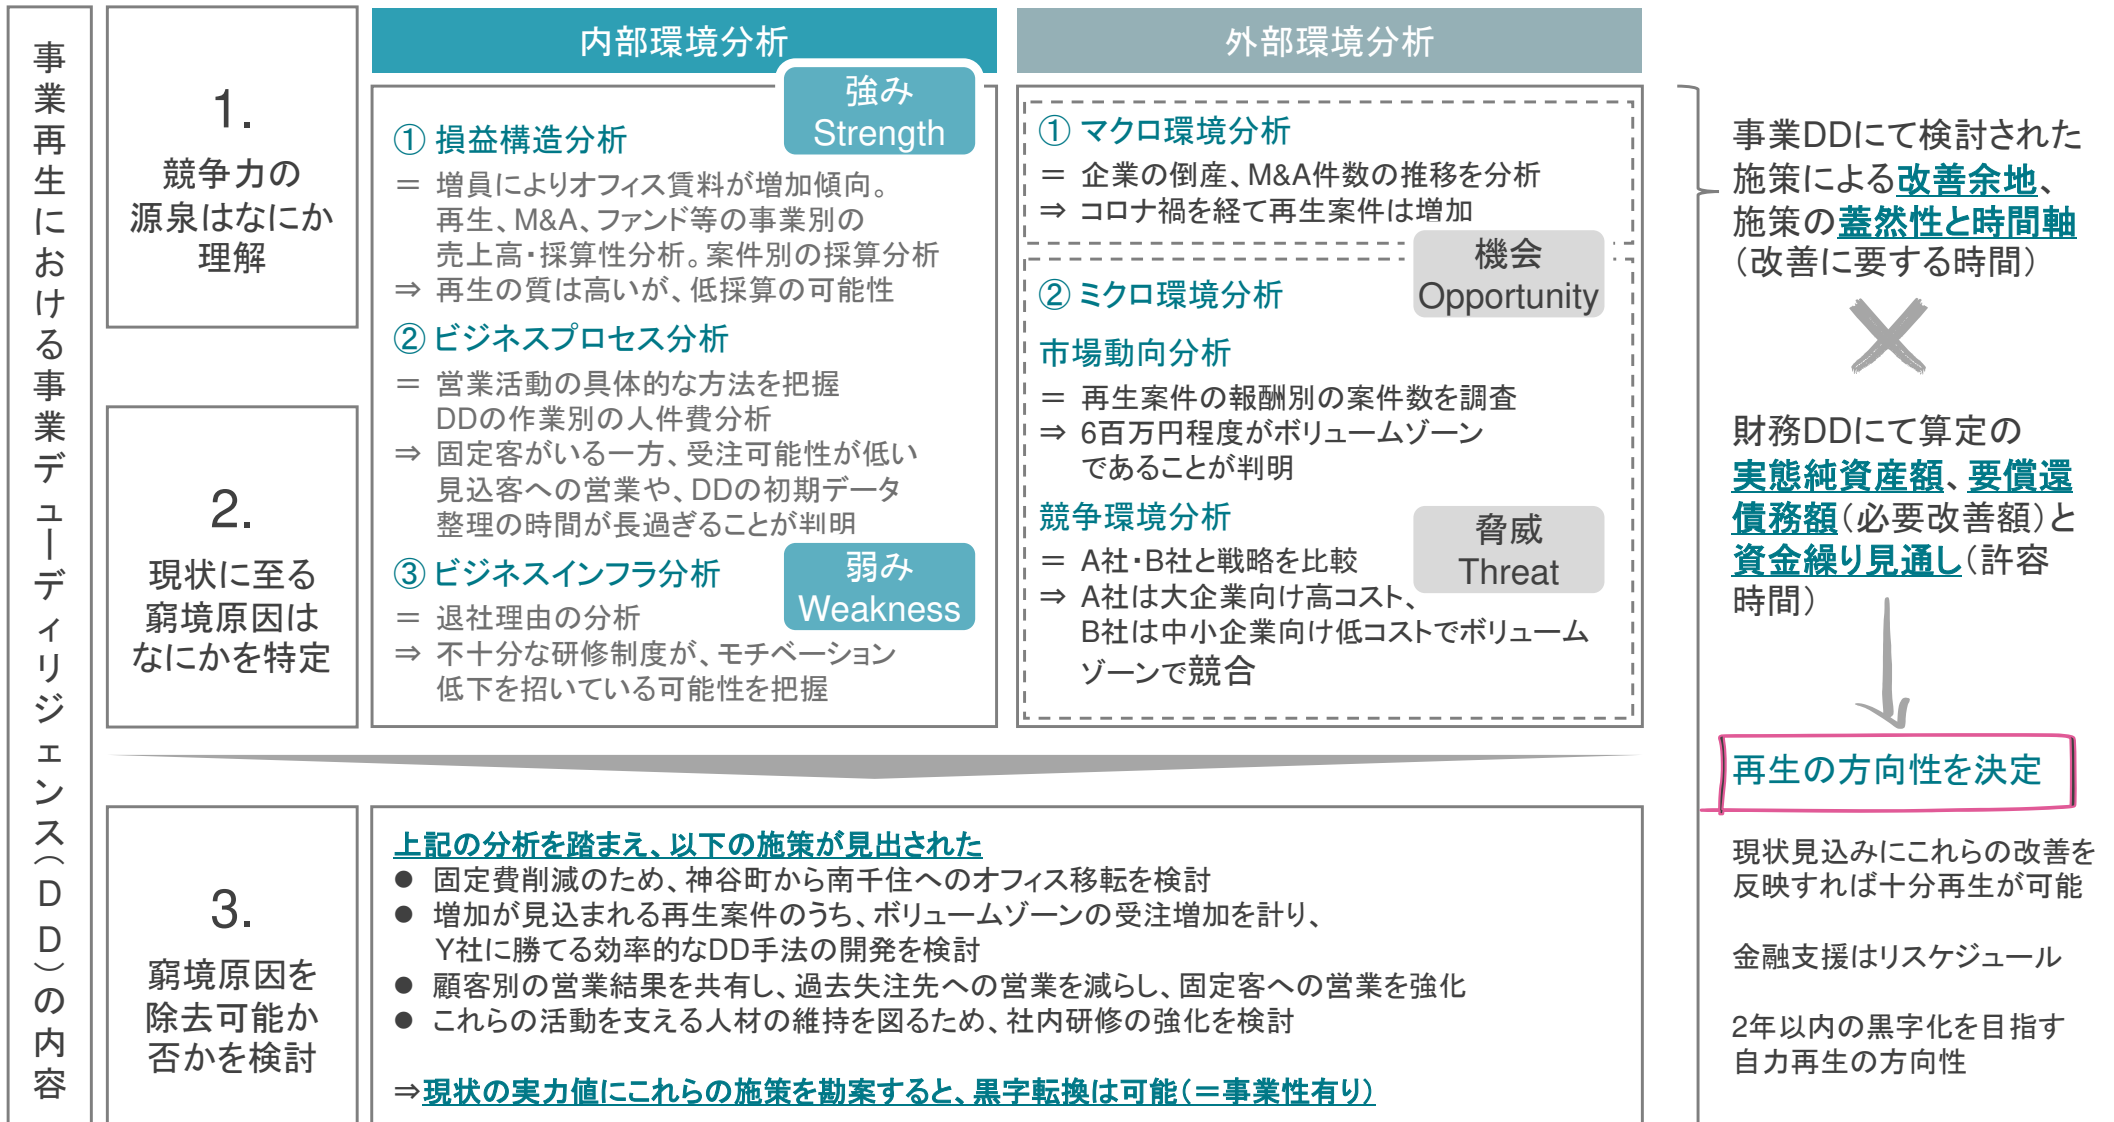 事業再生における事業デューディリジェンス（DD）の内容
1.
競争力の
源泉はなにか
理解
2.
現状に至る
窮境原因は
なにかを特定
3.
窮境原因を
除去可能か
否かを検討
内部環境分析
強み
Strength
① 損益構造分析
＝ 増員によりオフィス賃料が増加傾向。
再生、M&A、ファンド等の事業別の
売上高・採算性分析。案件別の採算分析
⇒ 再生の質は高いが、低採算の可能性
② ビジネスプロセス分析
＝ 営業活動の具体的な方法を把握
DDの作業別の人件費分析
⇒ 固定客がいる一方、受注可能性が低い
見込客への営業や、DDの初期データ
整理の時間が長過ぎることが判明
③ ビジネスインフラ分析
弱み
Weakness
＝ 退社理由の分析
⇒ 不十分な研修制度が、モチベーション
低下を招いている可能性を把握
外部環境分析
① マクロ環境分析
＝ 企業の倒産、M&A件数の推移を分析
⇒ コロナ禍を経て再生案件は増加
機会
Opportunity
② ミクロ環境分析
市場動向分析
＝ 再生案件の報酬別の案件数を調査
⇒ 6百万円程度がボリュームゾーン
であることが判明
競争環境分析
脅威
Threat
＝ A社・B社と戦略を比較
⇒ A社は大企業向け高コスト、
B社は中小企業向け低コストでボリューム
ゾーンで競合
上記の分析を踏まえ、以下の施策が見出された
● 固定費削減のため、神谷町から南千住へのオフィス移転を検討
● 増加が見込まれる再生案件のうち、ボリュームゾーンの受注増加を計り、
Y社に勝てる効率的なDD手法の開発を検討
● 顧客別の営業結果を共有し、過去失注先への営業を減らし、固定客への営業を強化
● これらの活動を支える人材の維持を図るため、社内研修の強化を検討
⇒現状の実力値にこれらの施策を勘案すると、黒字転換は可能（＝事業性有り）
事業DDにて検討された
施策による改善余地、
施策の蓋然性と時間軸
（改善に要する時間）
財務DDにて算定の
実態純資産額、要償還
債務額（必要改善額）と
資金繰り見通し（許容
時間）
再生の方向性を決定
現状見込みにこれらの改善を
反映すれば十分再生が可能
金融支援はリスケジュール
2年以内の黒字化を目指す
自力再生の方向性